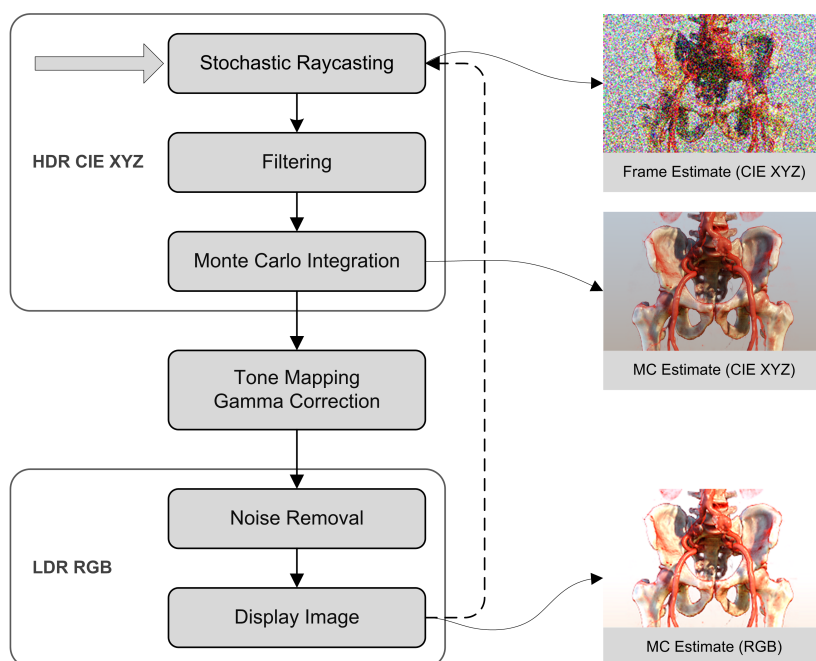 Stochastic Raycasting
HDR CIE XYZ
Filtering
Monte Carlo Integration
Tone Mapping
Gamma Correction
LDR RGB
Noise Removal
Display Image
Frame Estimate (CIE XYZ)
MC Estimate (CIE XYZ)
MC Estimate (RGB)